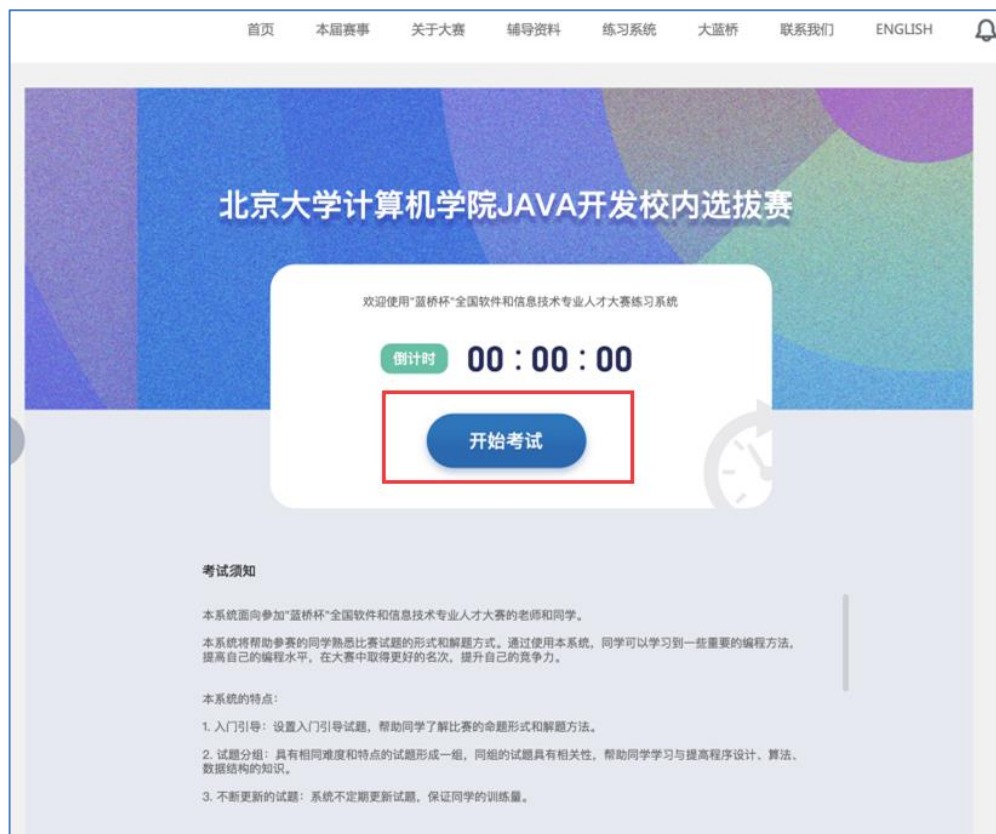 首页 本届赛事 关于大赛 辅导资料 练习系统 大蓝桥 联系我们 ENGLISH
北京大学计算机学院JAVA开发校内选拔赛
欢迎使用“蓝桥杯”全国软件和信息技术专业人才大赛练习系统
倒计时 00 : 00 : 00
开始考试
考试须知
本系统面向参加“蓝桥杯”全国软件和信息技术专业人才大赛的老师和同学。
本系统将帮助参赛的同学熟悉比赛试题的形式和解题方式。通过使用本系统，同学可以学习到一些重要的编程方法，
提高自己的编程水平，在大赛中取得更好的名次，提升自己的竞争力。
本系统的特点：
1. 入门引导：设置入门引导试题，帮助同学了解比赛的命题形式和解题方法。
2. 试题分组：具有相同难度和特点的试题形成一组，同组的试题具有相关性，帮助同学学习与提高程序设计、算法、
数据结构的知识。
3. 不断更新的试题：系统不定期更新试题，保证同学的训练量。